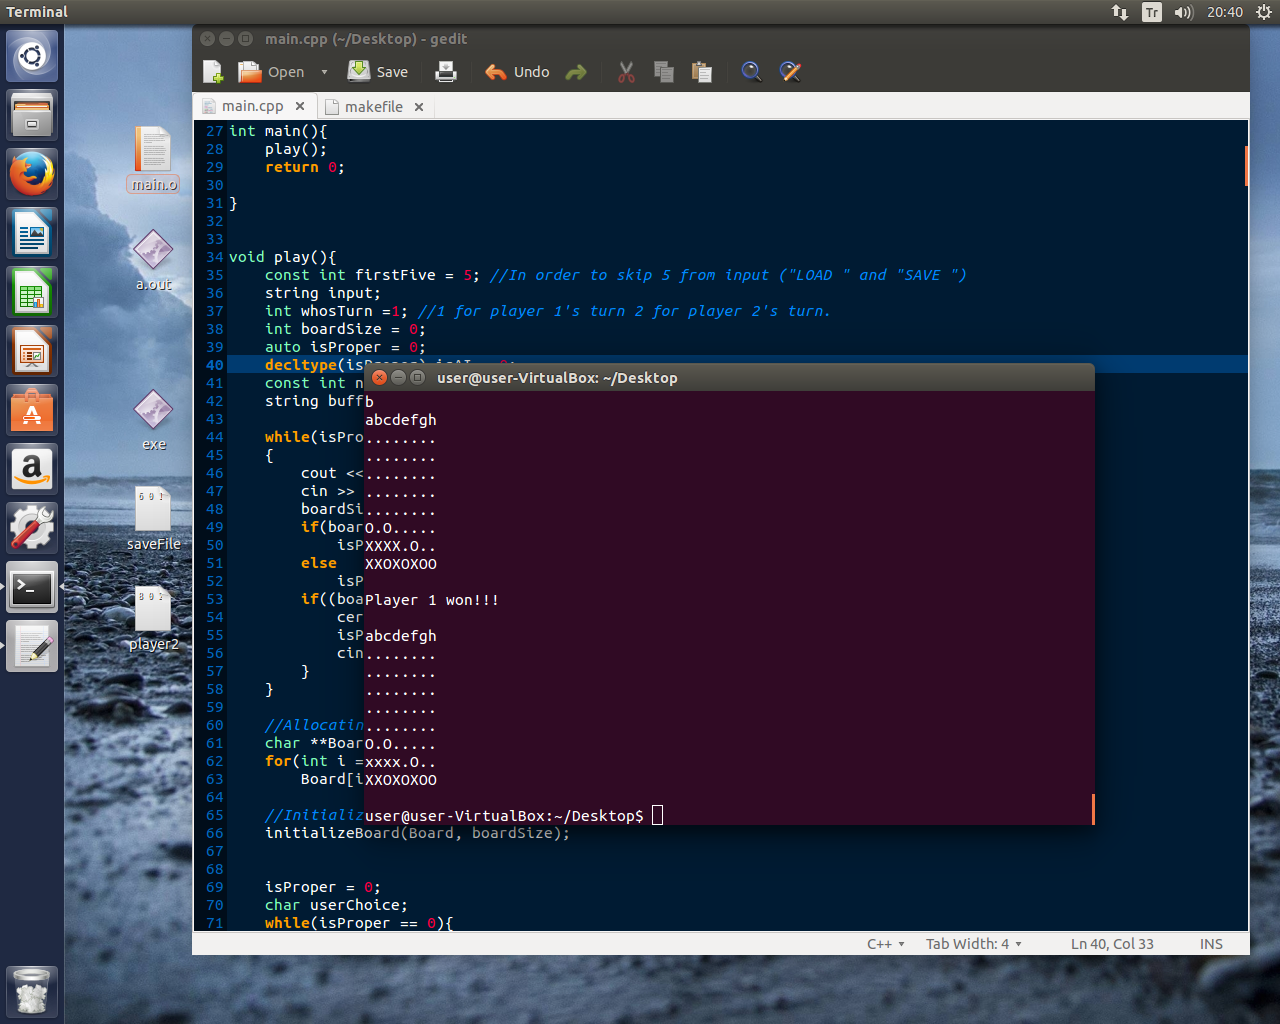 Terminal
Tr
20:40
main.cpp (~/Desktop) - gedit
Open
Save
Undo
main.cpp
makefile
main.o
a.out
exe
saveFile
player2
27 int main(){
28 play();
29 return 0;
30
31 }
32
33
34 void play(){
35 const int firstFive = 5; //In order to skip 5 from input ("LOAD " and "SAVE ")
36 string input;
37 int whosTurn =1; //1 for player 1's turn 2 for player 2's turn.
38 int boardSize = 0;
39 auto isProper = 0;
40 decltype(isProper) isAI = 0;
41 const int n
42 string buff
43
44 while(isPro
45 {
46 cout <<
47 cin >>
48 boardSi
49 if(boar
50 isP
51 else
52 isP
53 if((boa
54 cer
55 isP
56 cin
57 }
58 }
59
60 //Allocatin
61 char **Boar
62 for(int i =
63 Board[i
64
65 //Initializ
66 initializeBoard(Board, boardSize);
67
68
69 isProper = 0;
70 char userChoice;
71 while(isProper == 0){
user@user-VirtualBox: ~/Desktop
b
abcdefgh
........
........
........
........
........
O.O.....
XXXX.O..
XXOXOXOO
Player 1 won!!!
abcdefgh
........
........
........
........
........
O.O.....
xxxx.O..
XXOXOXOO
user@user-VirtualBox:~/Desktop$
C++
Tab Width: 4
Ln 40, Col 33
INS